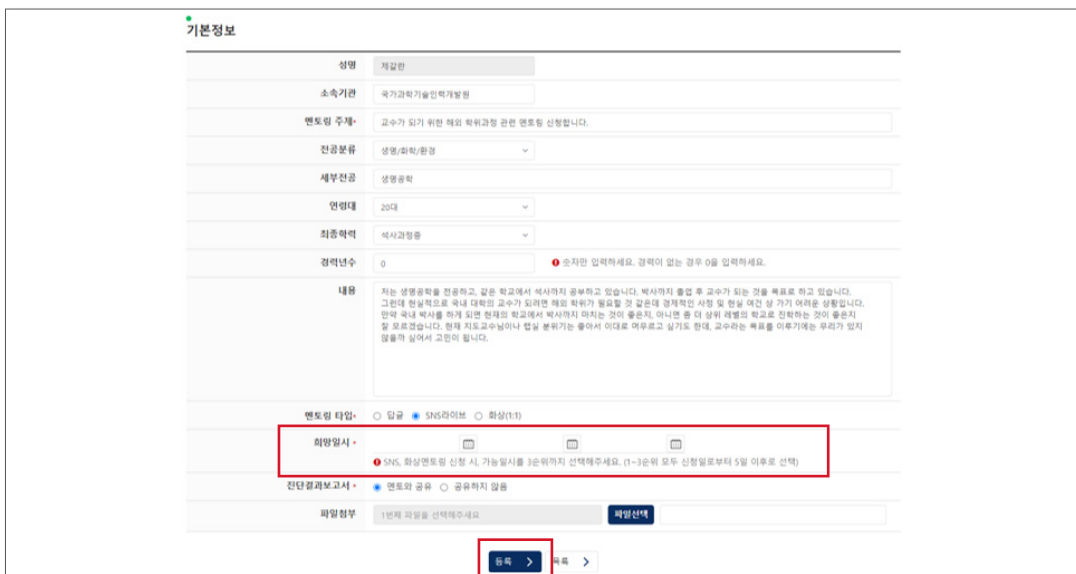 기본정보
성명 제갈란
소속기관 국가과학기술인력개발원
멘토링 주제• 교수가 되기 위한 해외 학위과정 관련 멘토링 신청합니다.
전공분류 생명/화학/환경
세부전공 생명공학
연령대 20대
최종학력 석사과정중
경력년수 0 숫자만 입력하세요. 경력이 없는 경우 0을 입력하세요.
내용 저는 생명공학을 전공하고, 같은 학교에서 석사까지 공부하고 있습니다. 박사까지 졸업 후 교수가 되는 것을 목표로 하고 있습니다.
그런데 현실적으로 국내 대학의 교수가 되려면 해외 학위가 필요할 것 같은데 경제적인 사정 및 현실 여건 상 가기 어려운 상황입니다.
만약 국내 박사를 하게 되면 현재의 학교에서 박사까지 마치는 것이 좋은지, 아니면 좀 더 상위 레벨의 학교로 진학하는 것이 좋은지
잘 모르겠습니다. 현재 지도교수님이나 랩실 분위기는 좋아서 이대로 머무르고 싶기도 한데, 교수라는 목표를 이루기에는 무리가 있지
않을까 싶어서 고민이 됩니다.
멘토링 타입• 답글 SNS라이브 화상(1:1)
희망일시 •
SNS, 화상멘토링 신청 시, 가능일시를 3순위까지 선택해주세요. (1~3순위 모두 신청일로부터 5일 이후로 선택)
진단결과보고서 • 멘토와 공유 공유하지 않음
파일첨부 1번째 파일을 선택해주세요 파일선택
등록 목록